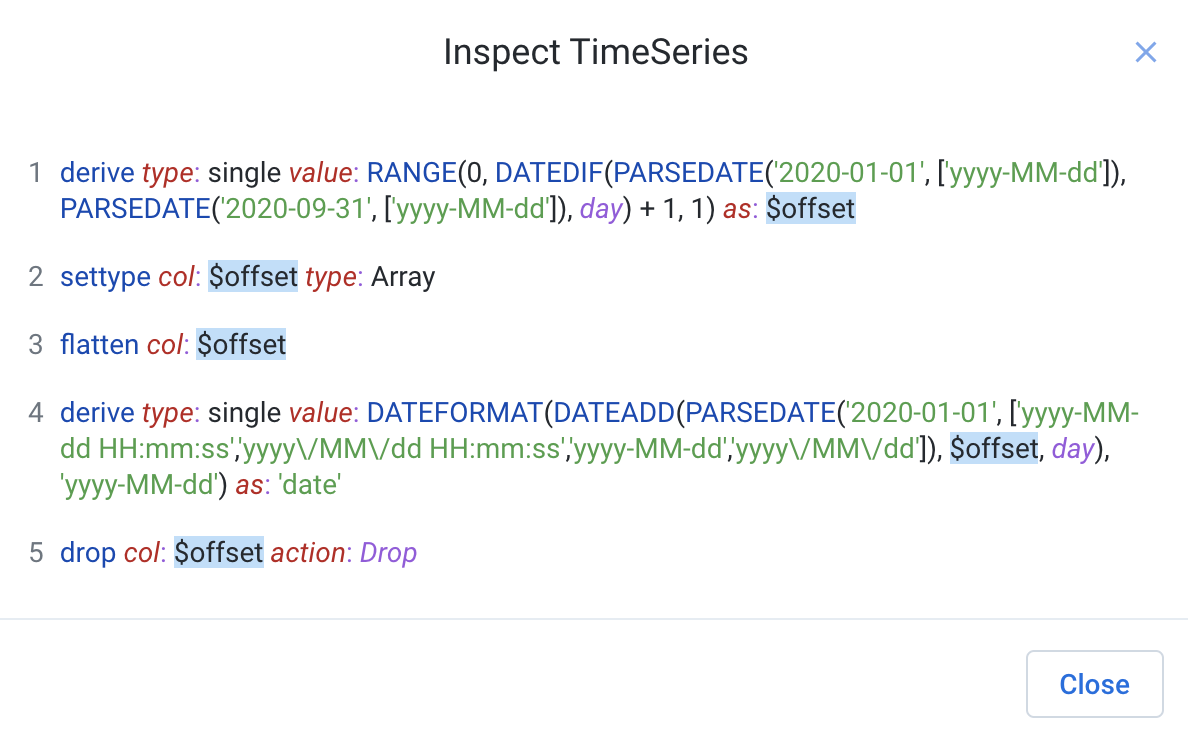 Inspect TimeSeries
1 derive type: single value: RANGE(0, DATEDIF(PARSEDATE('2020-01-01', ['yyyy-MM-dd']),
PARSEDATE('2020-09-31', ['yyyy-MM-dd']), day) + 1, 1) as: $offset
2 settype col: $offset type: Array
3 flatten col: $offset
4 derive type: single value: DATEFORMAT(DATEADD(PARSEDATE('2020-01-01', ['yyyy-MM-
dd HH:mm:ss','yyyy\/MM\/dd HH:mm:ss','yyyy-MM-dd','yyyy\/MM\/dd']), $offset, day),
'yyyy-MM-dd') as: 'date'
5 drop col: $offset action: Drop
Close